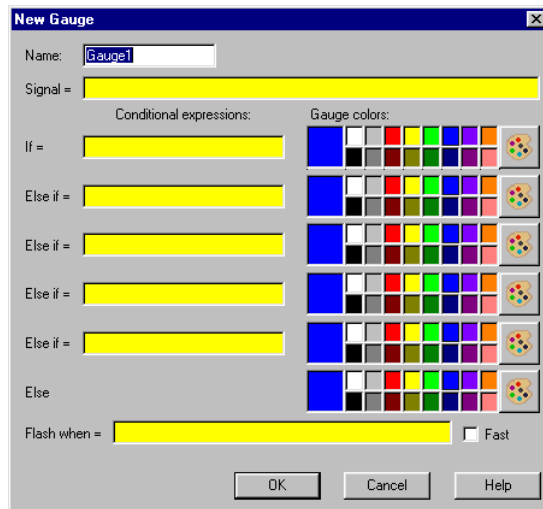 New Gauge
Name: Gauge1
Signal =
Conditional expressions: Gauge colors:
If =
Else if =
Else if =
Else if =
Else if =
Else
Flash when = Fast
OK Cancel Help